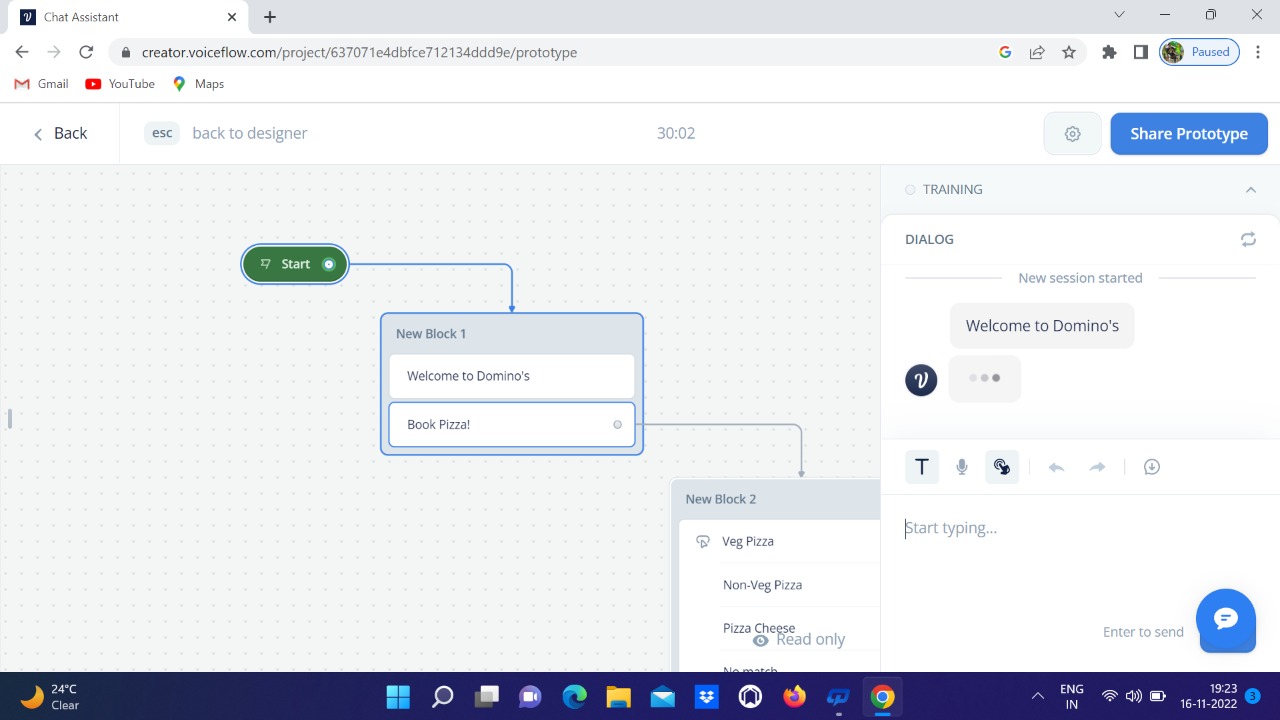 Chat Assistant
creator.voiceflow.com/project/637071e4dbfce712134ddd9e/prototype
Paused
Gmail
YouTube
Maps
Back
esc
back to designer
30:02
Share Prototype
TRAINING
DIALOG
New session started
Welcome to Domino's
Start
New Block 1
Welcome to Domino's
Book Pizza!
New Block 2
Veg Pizza
Non-Veg Pizza
Pizza Cheese
No match
Read only
T
Start typing...
Enter to send
24°C
Clear
ENG
IN
19:23
16-11-2022
3